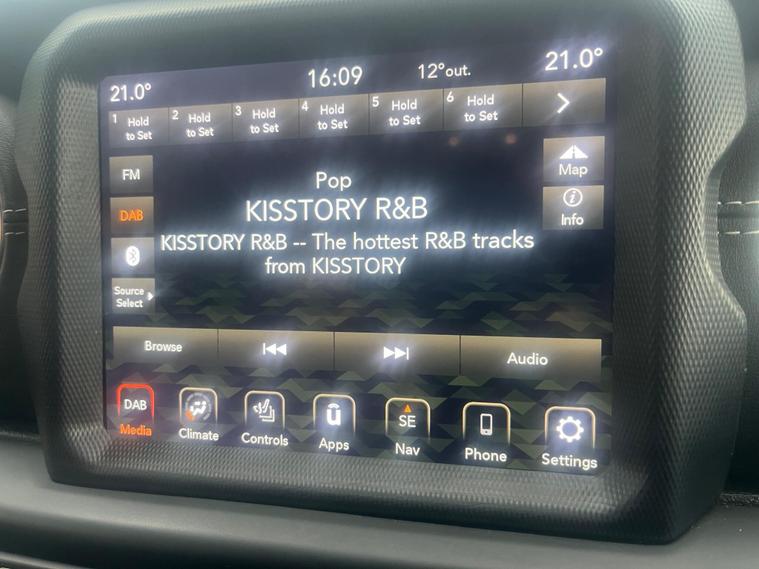 21.0°
16:09
12°out.
21.0°
1 Hold to Set
2 Hold to Set
3 Hold to Set
4 Hold to Set
5 Hold to Set
6 Hold to Set
FM
DAB
Source
Select
Pop
KISSTORY R&B
KISSTORY R&B -- The hottest R&B tracks
from KISSTORY
Map
Info
Browse
Audio
DAB
Media
Climate
Controls
Apps
SE
Nav
Phone
Settings